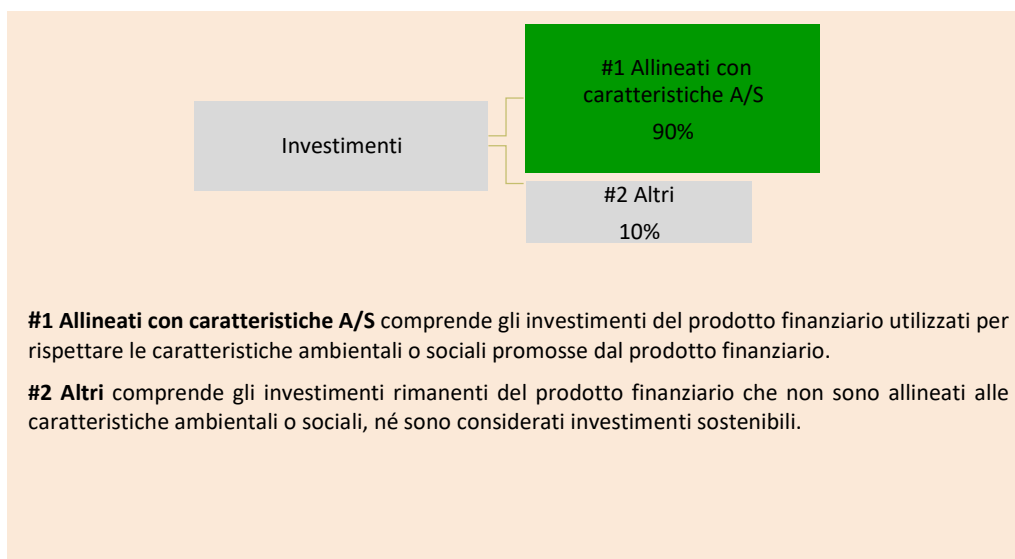 #1 Allineati con
caratteristiche A/S
90%
Investimenti
#2 Altri
10%
#1 Allineati con caratteristiche A/S comprende gli investimenti del prodotto finanziario utilizzati per
rispettare le caratteristiche ambientali o sociali promosse dal prodotto finanziario.
#2 Altri comprende gli investimenti rimanenti del prodotto finanziario che non sono allineati alle
caratteristiche ambientali o sociali, né sono considerati investimenti sostenibili.